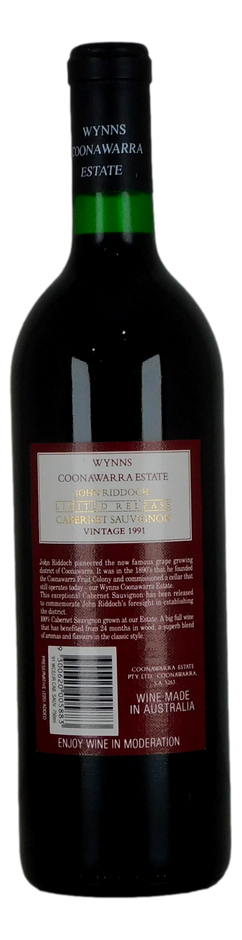 WYNNS
COONAWARRA
ESTATE
WYNNS
COONAWARRA ESTATE
JOHN RIDDOCH
LIMITED RELEASE
CABERNET SAUVIGNON
VINTAGE 1991
John Riddoch pioneered the now famous grape growing
district of Coonawarra. It was in the 1890's that he founded
the Coonawarra Fruit Colony and commissioned a cellar that
still operates today - our Wynns Coonawarra Estate.
This exceptional Cabernet Sauvignon has been released
to commemorate John Riddoch's foresight in establishing
the district.
100% Cabernet Sauvignon grown at our Estate. A big full wine
that has benefited from 24 months in wood, a superb blend
of aromas and flavours in the classic style.
PRESERVATIVE (220) ADDED
COONAWARRA ESTATE
PTY. LTD. COONAWARRA,
S.A. 5263
WINE MADE
IN AUSTRALIA
ENJOY WINE IN MODERATION